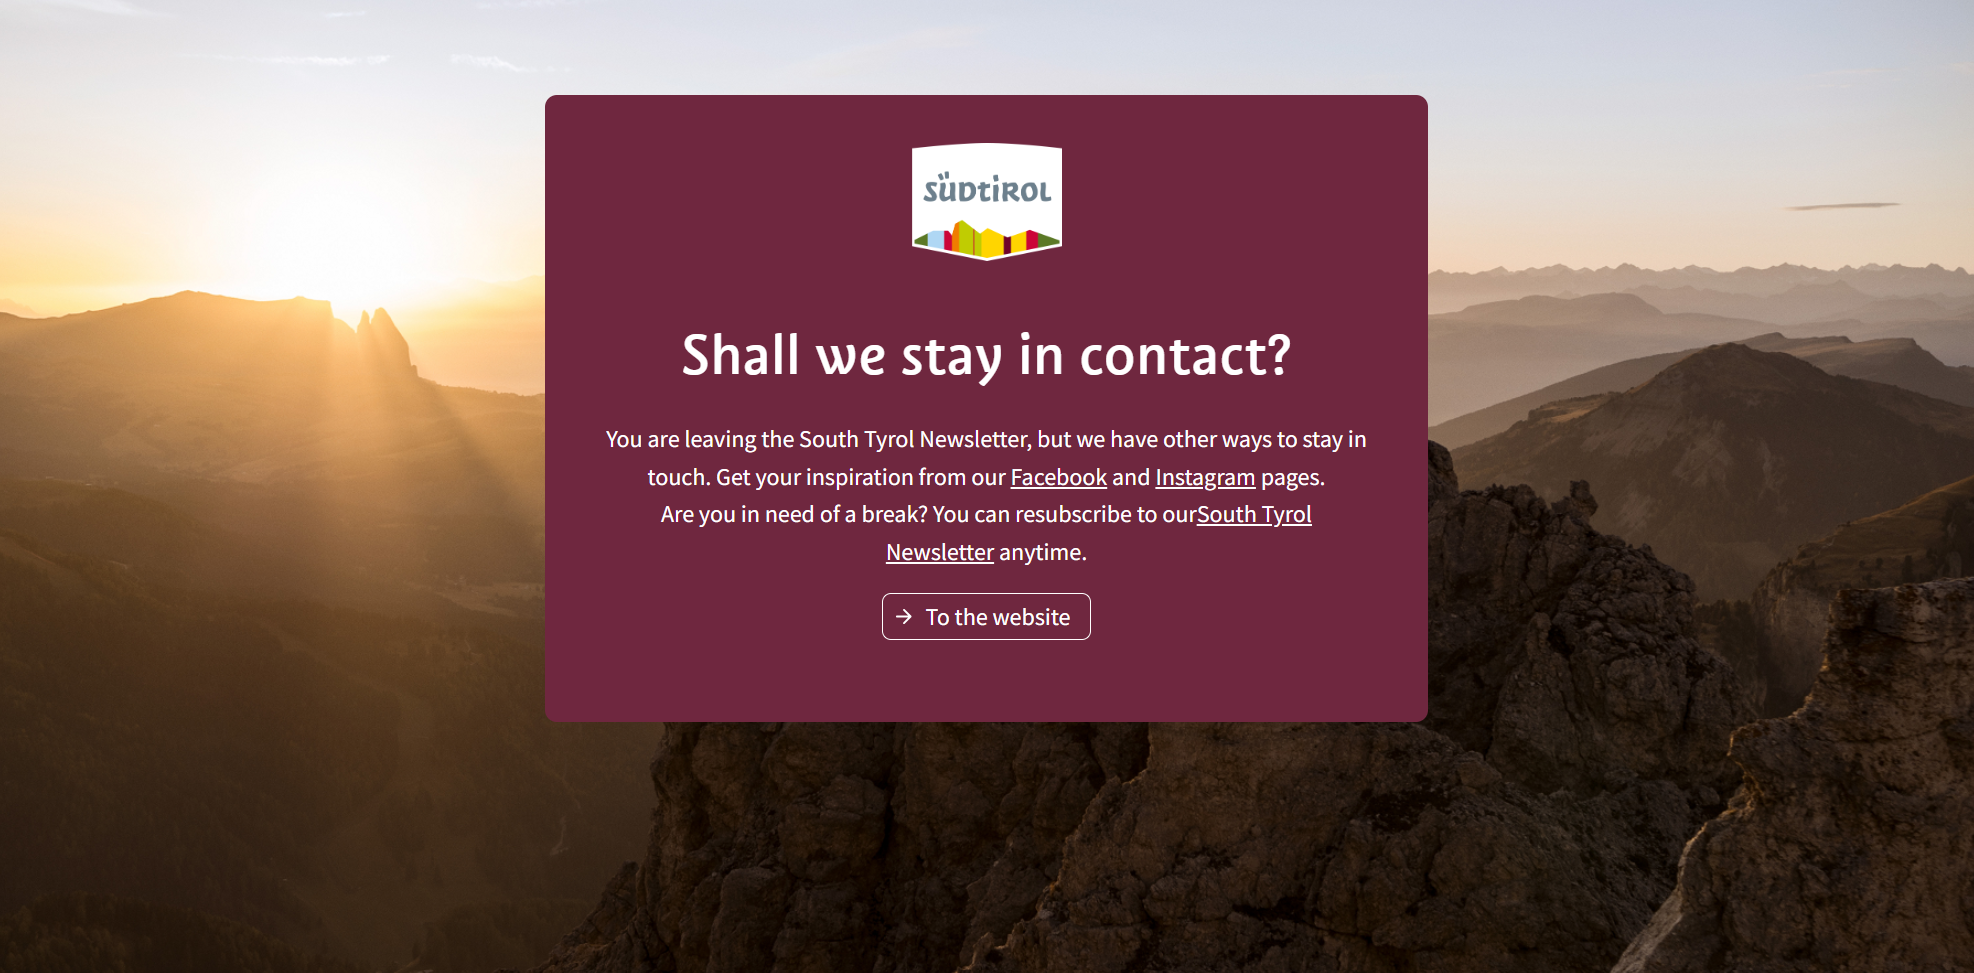 SÜDTIROL
Shall we stay in contact?
You are leaving the South Tyrol Newsletter, but we have other ways to stay in
touch. Get your inspiration from our Facebook and Instagram pages.
Are you in need of a break? You can resubscribe to ourSouth Tyrol
Newsletter anytime.
→ To the website